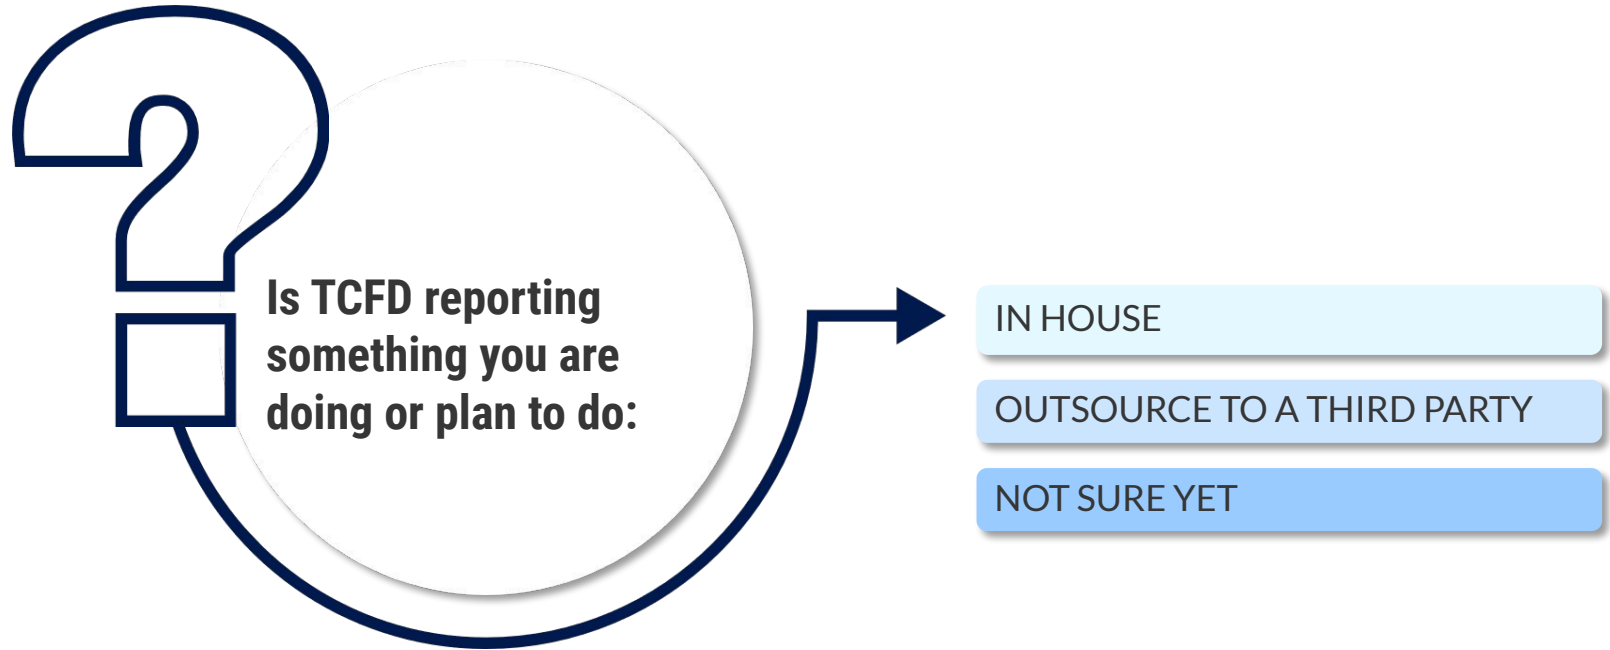 Is TCFD reporting
something you are
doing or plan to do:
IN HOUSE
OUTSOURCE TO A THIRD PARTY
NOT SURE YET